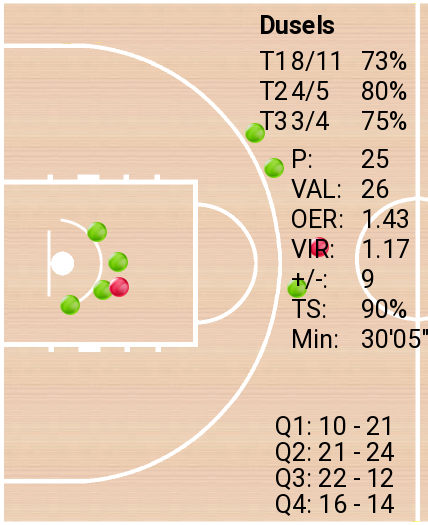 Dusels
T1 8/11 73%
T2 4/5 80%
T3 3/4 75%
P: 25
VAL: 26
OER: 1.43
VIR: 1.17
+/-: 9
TS: 90%
Min: 30'05"
Q1: 10 - 21
Q2: 21 - 24
Q3: 22 - 12
Q4: 16 - 14